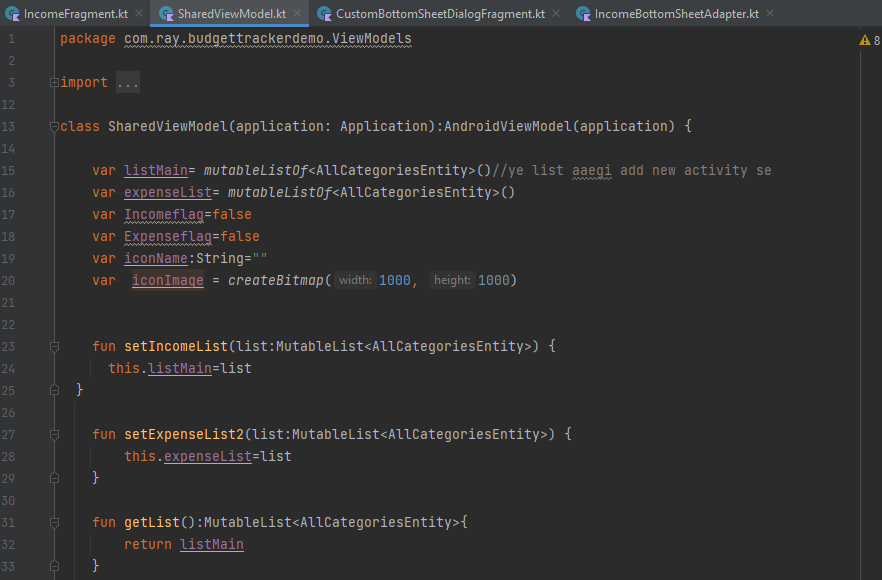 IncomeFragment.kt SharedViewModel.kt CustomBottomSheetDialogFragment.kt IncomeBottomSheetAdapter.kt
1 package com.ray.budgettrackerdemo.ViewModels 8
2
3 import ...
12
13 class SharedViewModel(application: Application):AndroidViewModel(application) {
14
15 var listMain= mutableListOf<AllCategoriesEntity>()//ye list aaegi add new activity se
16 var expenseList= mutableListOf<AllCategoriesEntity>()
17 var Incomeflag=false
18 var Expenseflag=false
19 var iconName:String=""
20 var iconImage = createBitmap( width: 1000, height: 1000)
21
22
23 fun setIncomeList(list:MutableList<AllCategoriesEntity>) {
24 this.listMain=list
25 }
26
27 fun setExpenseList2(list:MutableList<AllCategoriesEntity>) {
28 this.expenseList=list
29 }
30
31 fun getList():MutableList<AllCategoriesEntity>{
32 return listMain
33 }